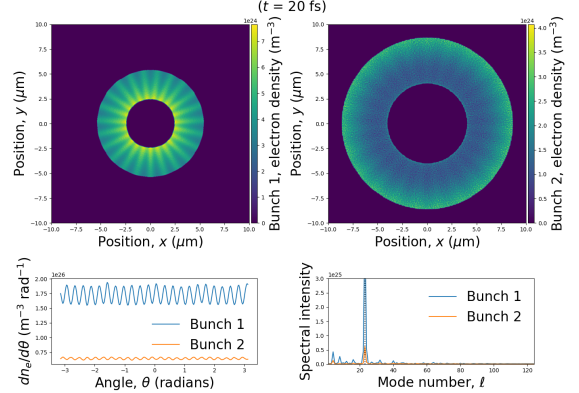 (t = 20 fs)
1e24
1e24
10.0
7.5
5.0
2.5
0.0
−2.5
−5.0
−7.5
−10.0
−10.0 −7.5 −5.0 −2.5 0.0 2.5 5.0 7.5 10.0
Position, x (μm)
Position, y (μm)
7
6
5
4
3
2
1
0
Bunch 1, electron density (m⁻³)
10.0
7.5
5.0
2.5
0.0
−2.5
−5.0
−7.5
−10.0
−10.0 −7.5 −5.0 −2.5 0.0 2.5 5.0 7.5 10.0
Position, x (μm)
Position, y (μm)
4.0
3.5
3.0
2.5
2.0
1.5
1.0
0.5
0.0
Bunch 2, electron density (m⁻³)
1e26
2.00
1.75
1.50
1.25
1.00
0.75
dnₑ/dθ (m⁻³ rad⁻¹)
Bunch 1
Bunch 2
−3 −2 −1 0 1 2 3
Angle, θ (radians)
1e25
3.0
2.5
2.0
1.5
1.0
0.5
0.0
Spectral intensity
Bunch 1
Bunch 2
20 40 60 80 100 120
Mode number, ℓ